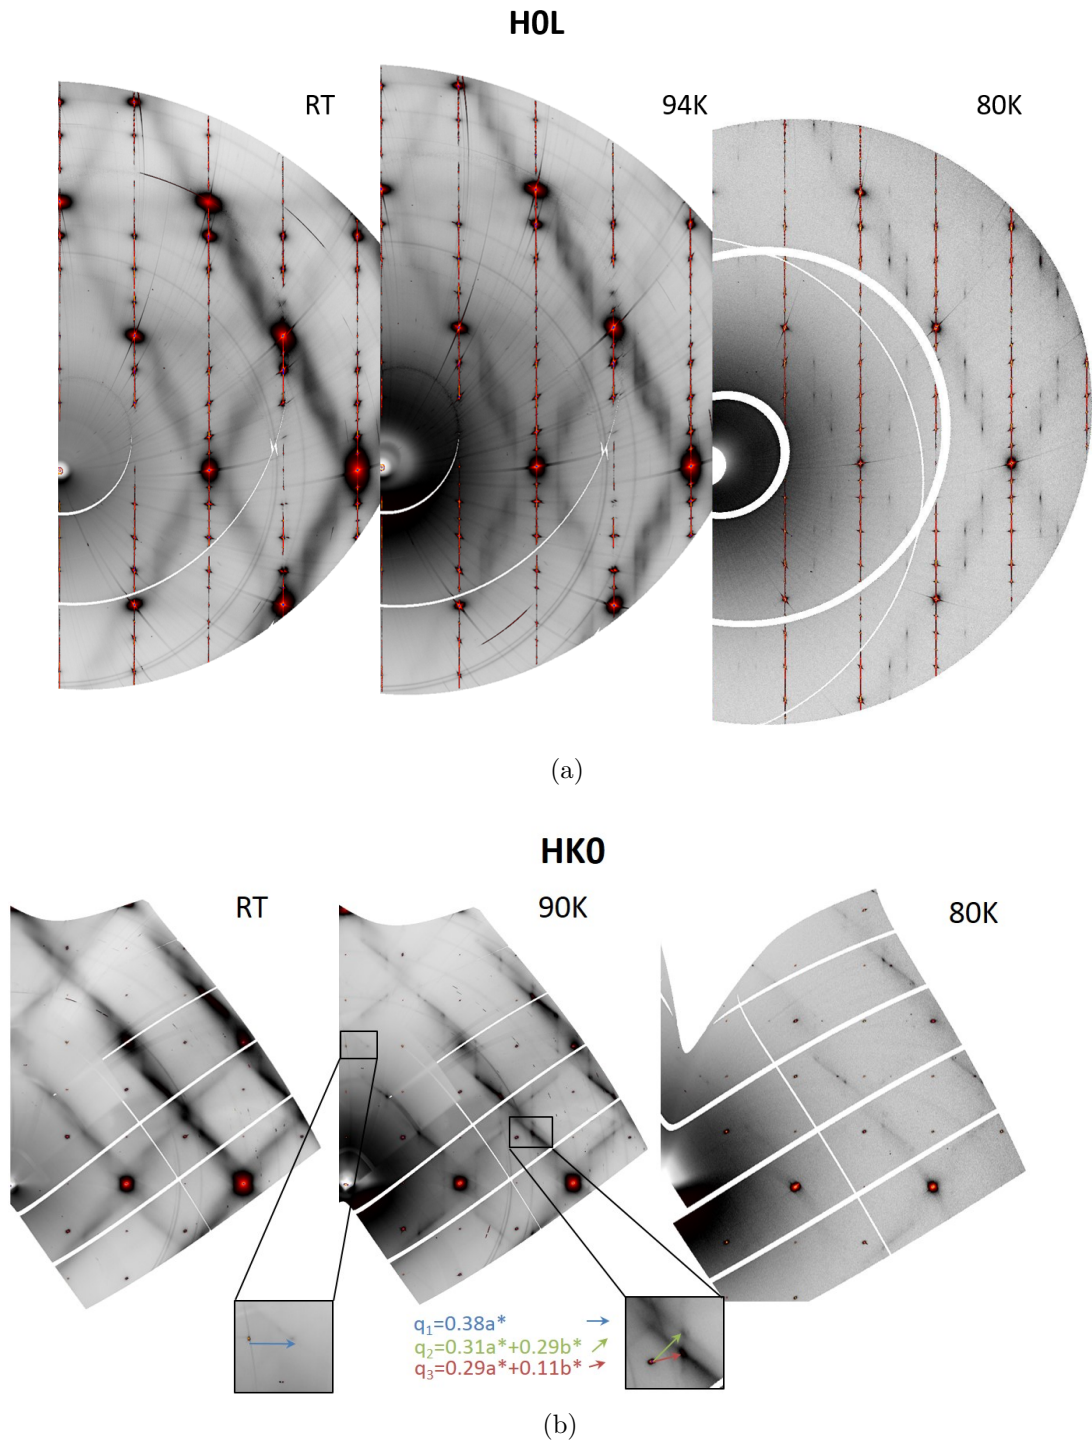 H0L
RT
94K
80K
(a)
HK0
RT
90K
80K
q₁=0.38a*
q₂=0.31a*+0.29b*
q₃=0.29a*+0.11b*
(b)